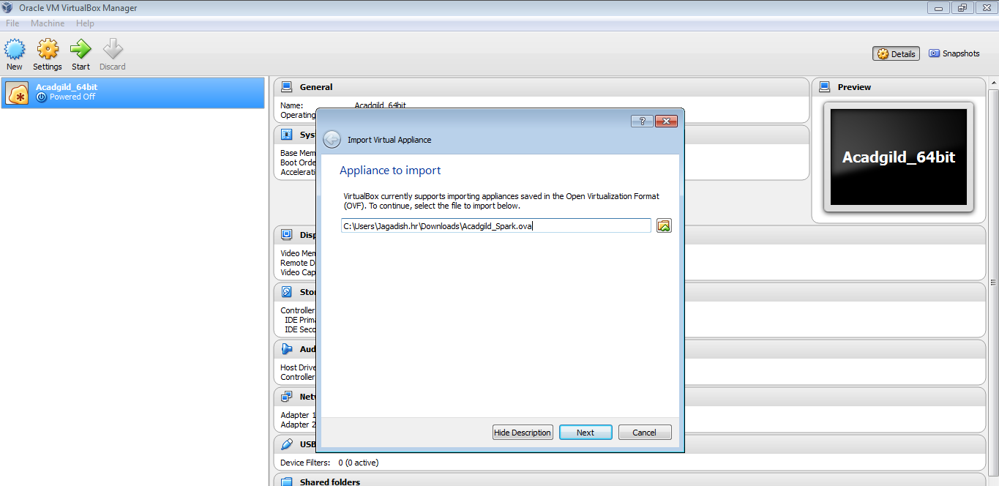 Oracle VM VirtualBox Manager
File Machine Help
New Settings Start Discard
Details Snapshots
Acadgild_64bit
Powered Off
General
Name: Acadgild_64bit
Operating
Preview
Acadgild_64bit
Import Virtual Appliance
Appliance to import
VirtualBox currently supports importing appliances saved in the Open Virtualization Format
(OVF). To continue, select the file to import below.
C:\Users\Jagadish.hr\Downloads\Acadgild_Spark.ova
Hide Description Next Cancel
Sys
Base Mem
Boot Orde
Accelerati
Disp
Video Mem
Remote D
Video Cap
Stor
Controller
IDE Prima
IDE Seco
Aud
Host Drive
Controller
Netw
Adapter 1
Adapter 2
USB
Device Filters: 0 (0 active)
Shared folders